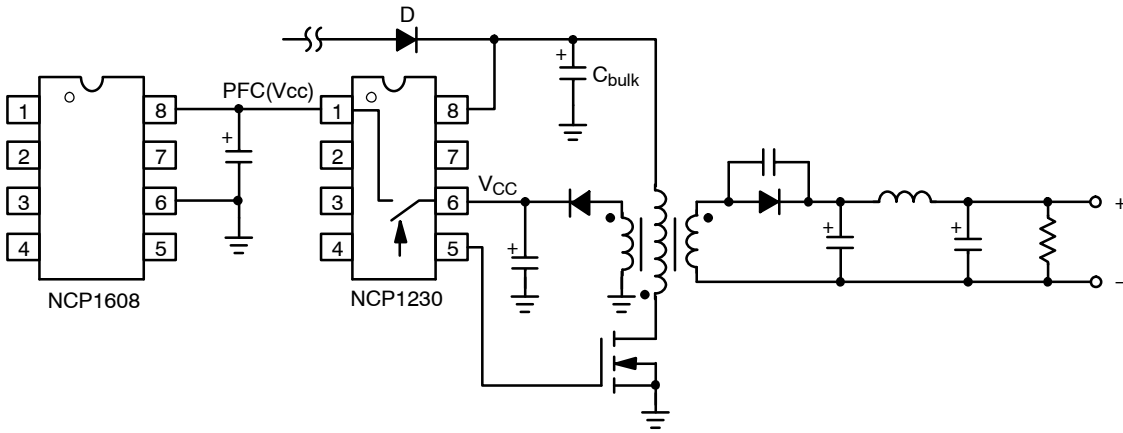 D
+
C_bulk
PFC(Vcc)
1 8
2 7
3 6
4 5
NCP1608
+
1 8
2 7
3 6
4 5
NCP1230
V_CC
+
+
+
+
−